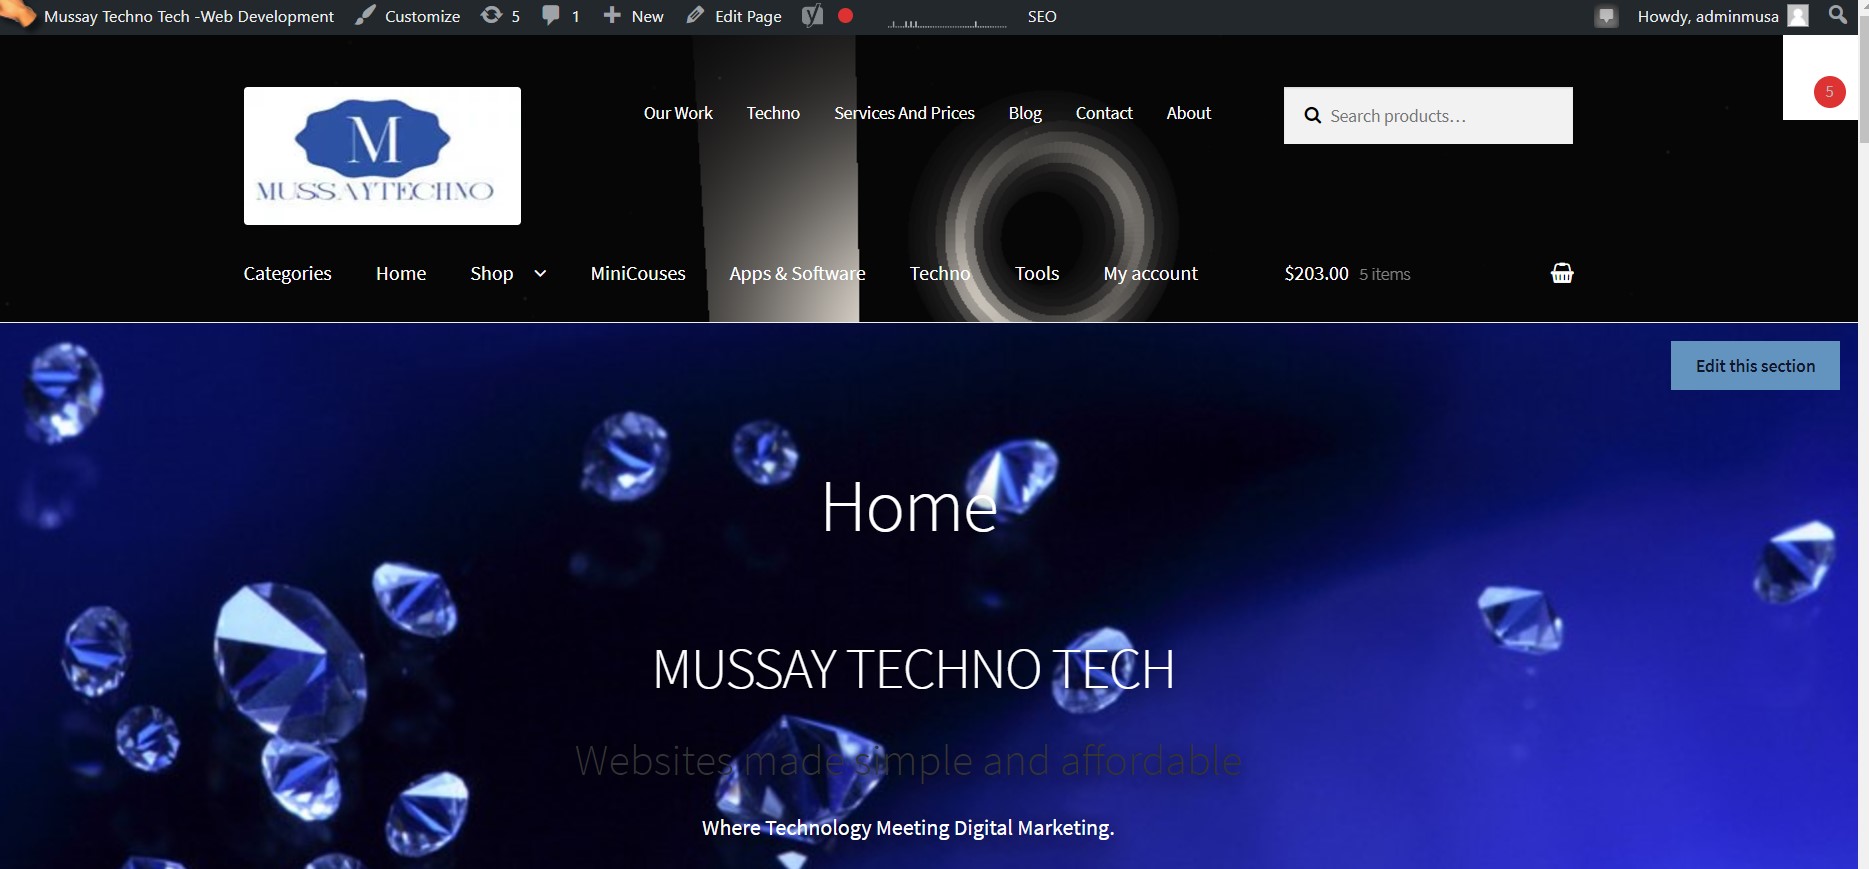 Mussay Techno Tech -Web Development Customize 5 1 New Edit Page SEO Howdy, adminmusa
5
M
MUSSAYTECHNO
Our Work Techno Services And Prices Blog Contact About
Search products…
Categories Home Shop MiniCouses Apps & Software Techno Tools My account
$203.00 5 items
Edit this section
Home
MUSSAY TECHNO TECH
Websites made simple and affordable
Where Technology Meeting Digital Marketing.